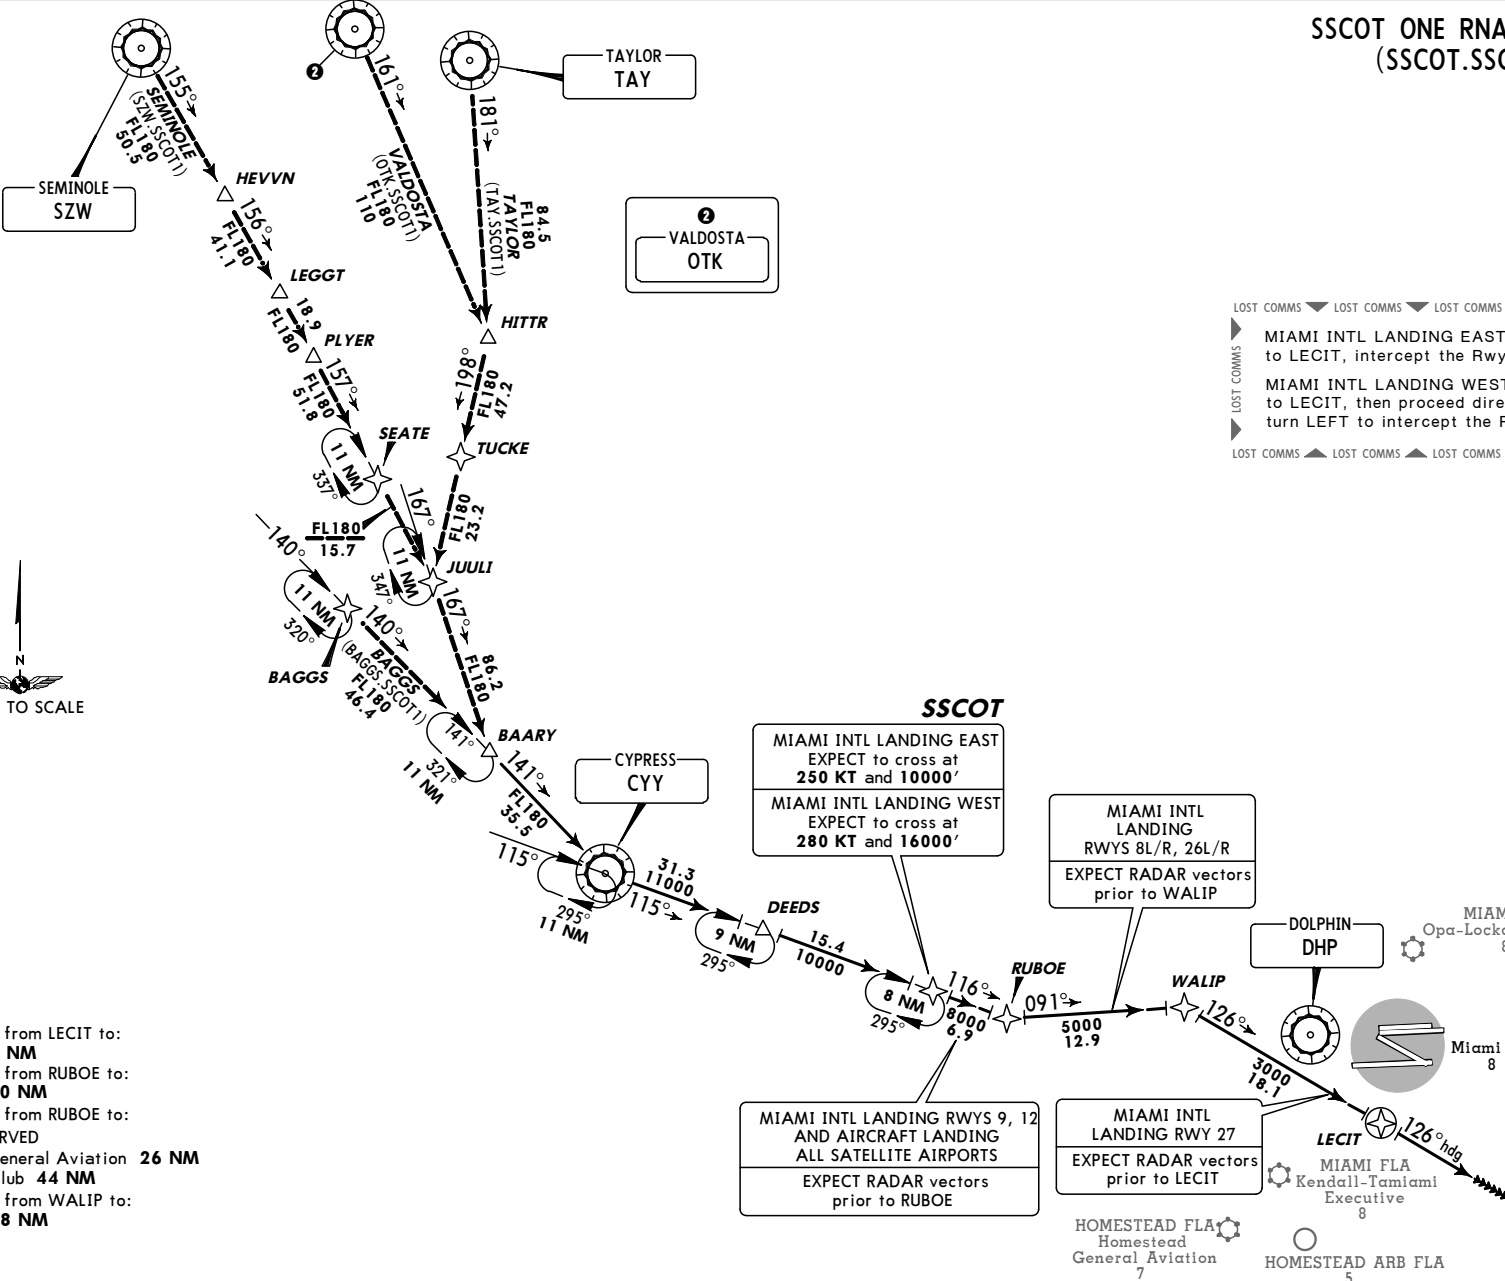 SSCOT ONE RNA
(SSCOT.SSC
TAYLOR
TAY
❷
155°
SEMINOLE
(SZW.SSCOT1)
FL180
50.5
161°
VALDOSTA
(OTK.SSCOT1)
FL180
110
181°
84.5
FL180
TAYLOR
(TAY.SSCOT1)
SEMINOLE
SZW
HEVVN
❷
VALDOSTA
OTK
156°
FL180
41.1
LEGGT
18.9
FL180
PLYER
HITTR
157°
FL180
51.8
198°
FL180
47.2
LOST COMMS LOST COMMS LOST COMMS
LOST COMMS
MIAMI INTL LANDING EAST
to LECIT, intercept the Rwy
MIAMI INTL LANDING WEST
to LECIT, then proceed dire
turn LEFT to intercept the R
LOST COMMS LOST COMMS LOST COMMS
SEATE
TUCKE
11 NM
337°
167°
FL180
23.2
FL180
15.7
140°
11 NM
347°
JUULI
11 NM
320°
140°
BAGGS
(BAGGS.SSCOT1)
FL180
46.4
BAGGS
167°
86.2
FL180
N
TO SCALE
141°
321°
11 NM
BAARY
141°
FL180
35.5
CYPRESS
CYY
SSCOT
MIAMI INTL LANDING EAST
EXPECT to cross at
250 KT and 10000'
MIAMI INTL LANDING WEST
EXPECT to cross at
280 KT and 16000'
MIAMI INTL
LANDING
RWYS 8L/R, 26L/R
EXPECT RADAR vectors
prior to WALIP
115°
295°
11 NM
31.3
11000
115°
DEEDS
9 NM
295°
15.4
10000
8 NM
295°
116°
8000
6.9
RUBOE
091°
5000
12.9
WALIP
DOLPHIN
DHP
MIAM
Opa-Locka
8
126°
3000
18.1
Miami
8
LECIT
126° hdg
from LECIT to:
NM
from RUBOE to:
0 NM
from RUBOE to:
RVED
eneral Aviation 26 NM
lub 44 NM
from WALIP to:
8 NM
MIAMI INTL LANDING RWYS 9, 12
AND AIRCRAFT LANDING
ALL SATELLITE AIRPORTS
EXPECT RADAR vectors
prior to RUBOE
MIAMI INTL
LANDING RWY 27
EXPECT RADAR vectors
prior to LECIT
MIAMI FLA
Kendall-Tamiami
Executive
8
HOMESTEAD FLA
Homestead
General Aviation
7
HOMESTEAD ARB FLA
5